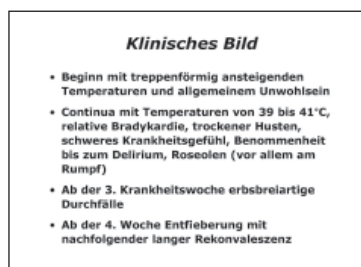 Klinisches Bild
• Beginn mit treppenförmig ansteigenden
Temperaturen und allgemeinem Unwohlsein
• Continua mit Temperaturen von 39 bis 41°C,
relative Bradykardie, trockener Husten,
schweres Krankheitsgefühl, Benommenheit
bis zum Delirium, Roseolen (vor allem am
Rumpf)
• Ab der 3. Krankheitswoche erbsbreiartige
Durchfälle
• Ab der 4. Woche Entfieberung mit
nachfolgender langer Rekonvaleszenz